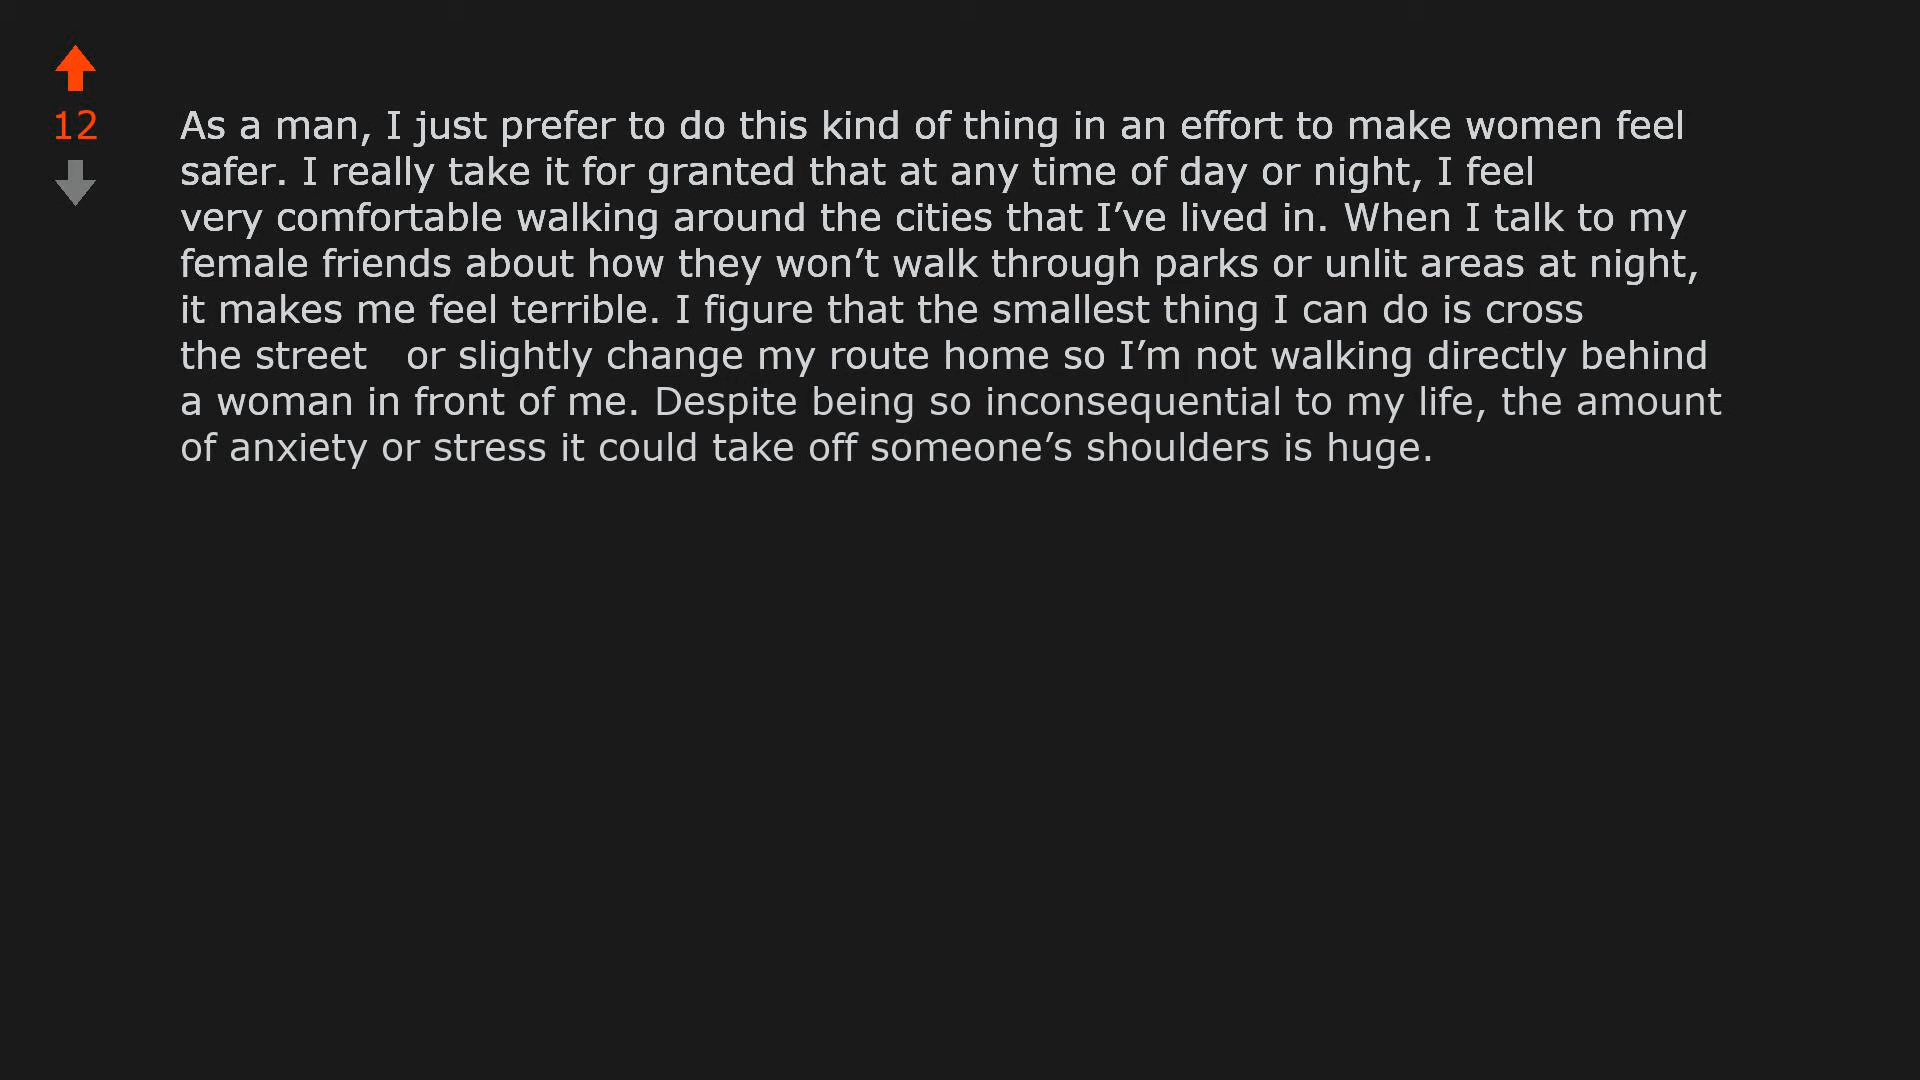 12
As a man, I just prefer to do this kind of thing in an effort to make women feel
safer. I really take it for granted that at any time of day or night, I feel
very comfortable walking around the cities that I’ve lived in. When I talk to my
female friends about how they won’t walk through parks or unlit areas at night,
it makes me feel terrible. I figure that the smallest thing I can do is cross
the street   or slightly change my route home so I’m not walking directly behind
a woman in front of me. Despite being so inconsequential to my life, the amount
of anxiety or stress it could take off someone’s shoulders is huge.